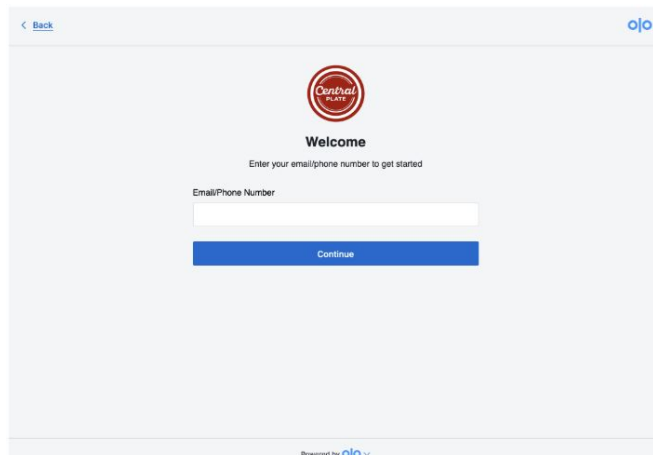 Back
olo
Central
PLATE
Welcome
Enter your email/phone number to get started
Email/Phone Number
Continue
Powered by olo